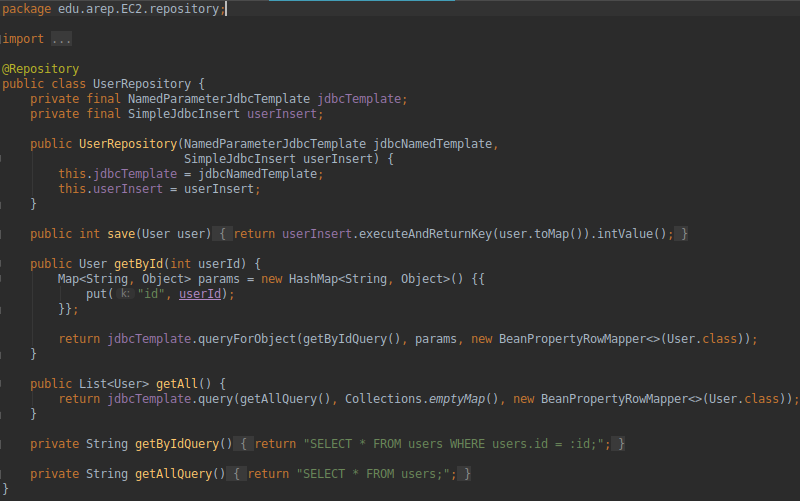 package edu.arep.EC2.repository;
import ...
@Repository
public class UserRepository {
    private final NamedParameterJdbcTemplate jdbcTemplate;
    private final SimpleJdbcInsert userInsert;
    public UserRepository(NamedParameterJdbcTemplate jdbcNamedTemplate,
                          SimpleJdbcInsert userInsert) {
        this.jdbcTemplate = jdbcNamedTemplate;
        this.userInsert = userInsert;
    }
    public int save(User user) { return userInsert.executeAndReturnKey(user.toMap()).intValue(); }
    public User getById(int userId) {
        Map<String, Object> params = new HashMap<String, Object>() {{
            put( k: "id", userId);
        }};
        return jdbcTemplate.queryForObject(getByIdQuery(), params, new BeanPropertyRowMapper<>(User.class));
    }
    public List<User> getAll() {
        return jdbcTemplate.query(getAllQuery(), Collections.emptyMap(), new BeanPropertyRowMapper<>(User.class));
    }
    private String getByIdQuery() { return "SELECT * FROM users WHERE users.id = :id;"; }
    private String getAllQuery() { return "SELECT * FROM users;"; }
}